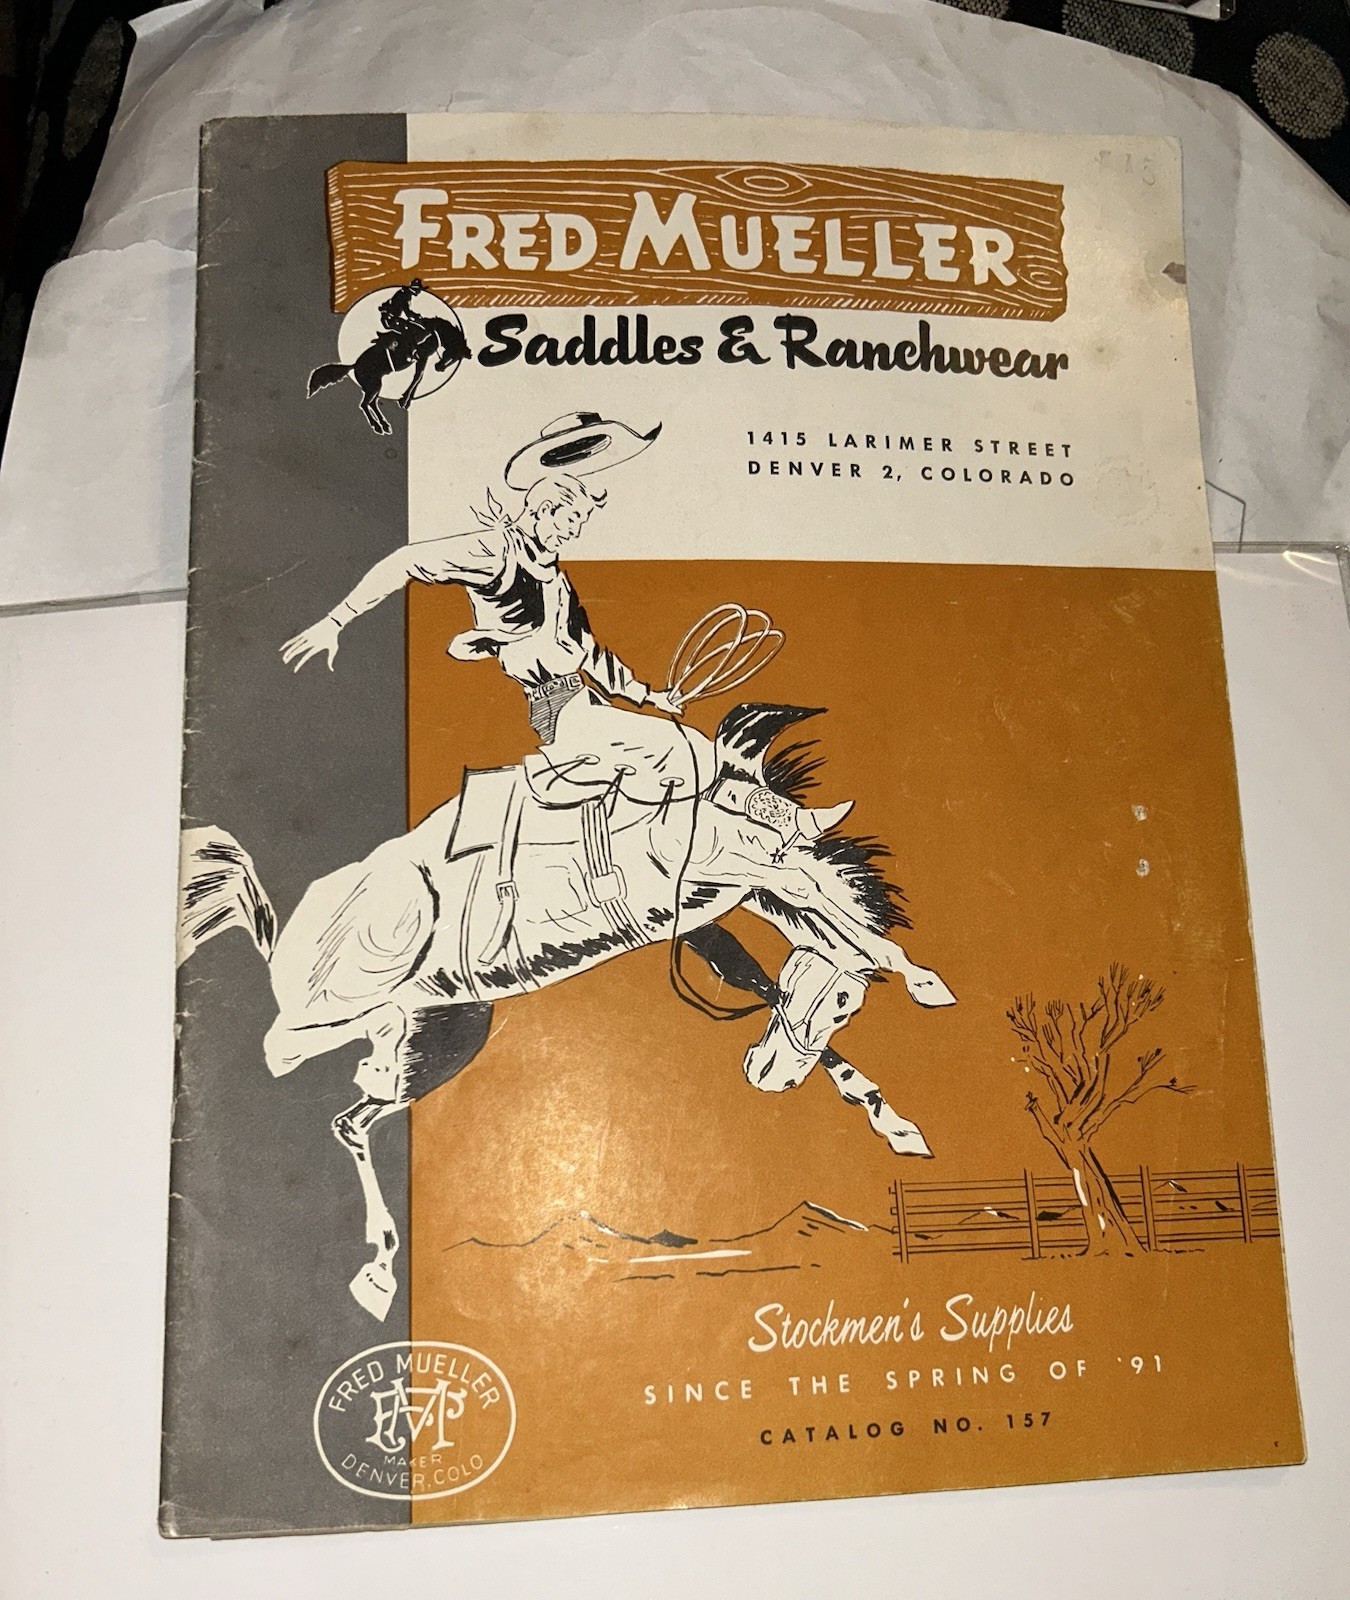 FRED MUELLER
Saddles & Ranchwear
1415 LARIMER STREET
DENVER 2, COLORADO
Stockmen's Supplies
SINCE THE SPRING OF '91
CATALOG NO. 157
FRED MUELLER
MAKER
DENVER, COLO